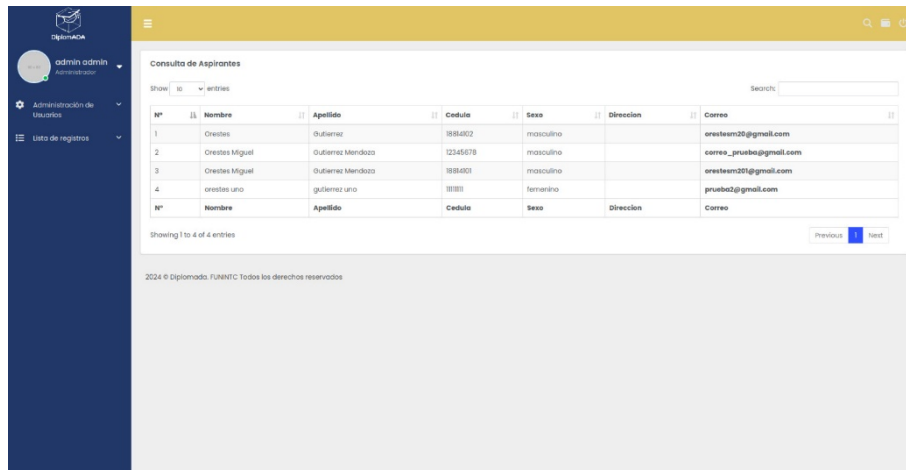 DiplomADA
admin admin
Administrador
Administración de Usuarios
Lista de registros
Consulta de Aspirantes
Show 10 entries
Search:
N° Nombre Apellido Cedula Sexo Direccion Correo
1 Orestes Gutierrez 18814102 masculino orestesm20@gmail.com
2 Orestes Miguel Gutierrez Mendoza 12345678 masculino correo_prueba@gmail.com
3 Orestes Miguel Gutierrez Mendoza 18814101 masculino orestesm201@gmail.com
4 orestes uno gutierrez uno 11111111 femenino prueba2@gmail.com
N° Nombre Apellido Cedula Sexo Direccion Correo
Showing 1 to 4 of 4 entries
Previous 1 Next
2024 © Diplomada. FUNINTC Todos los derechos reservados